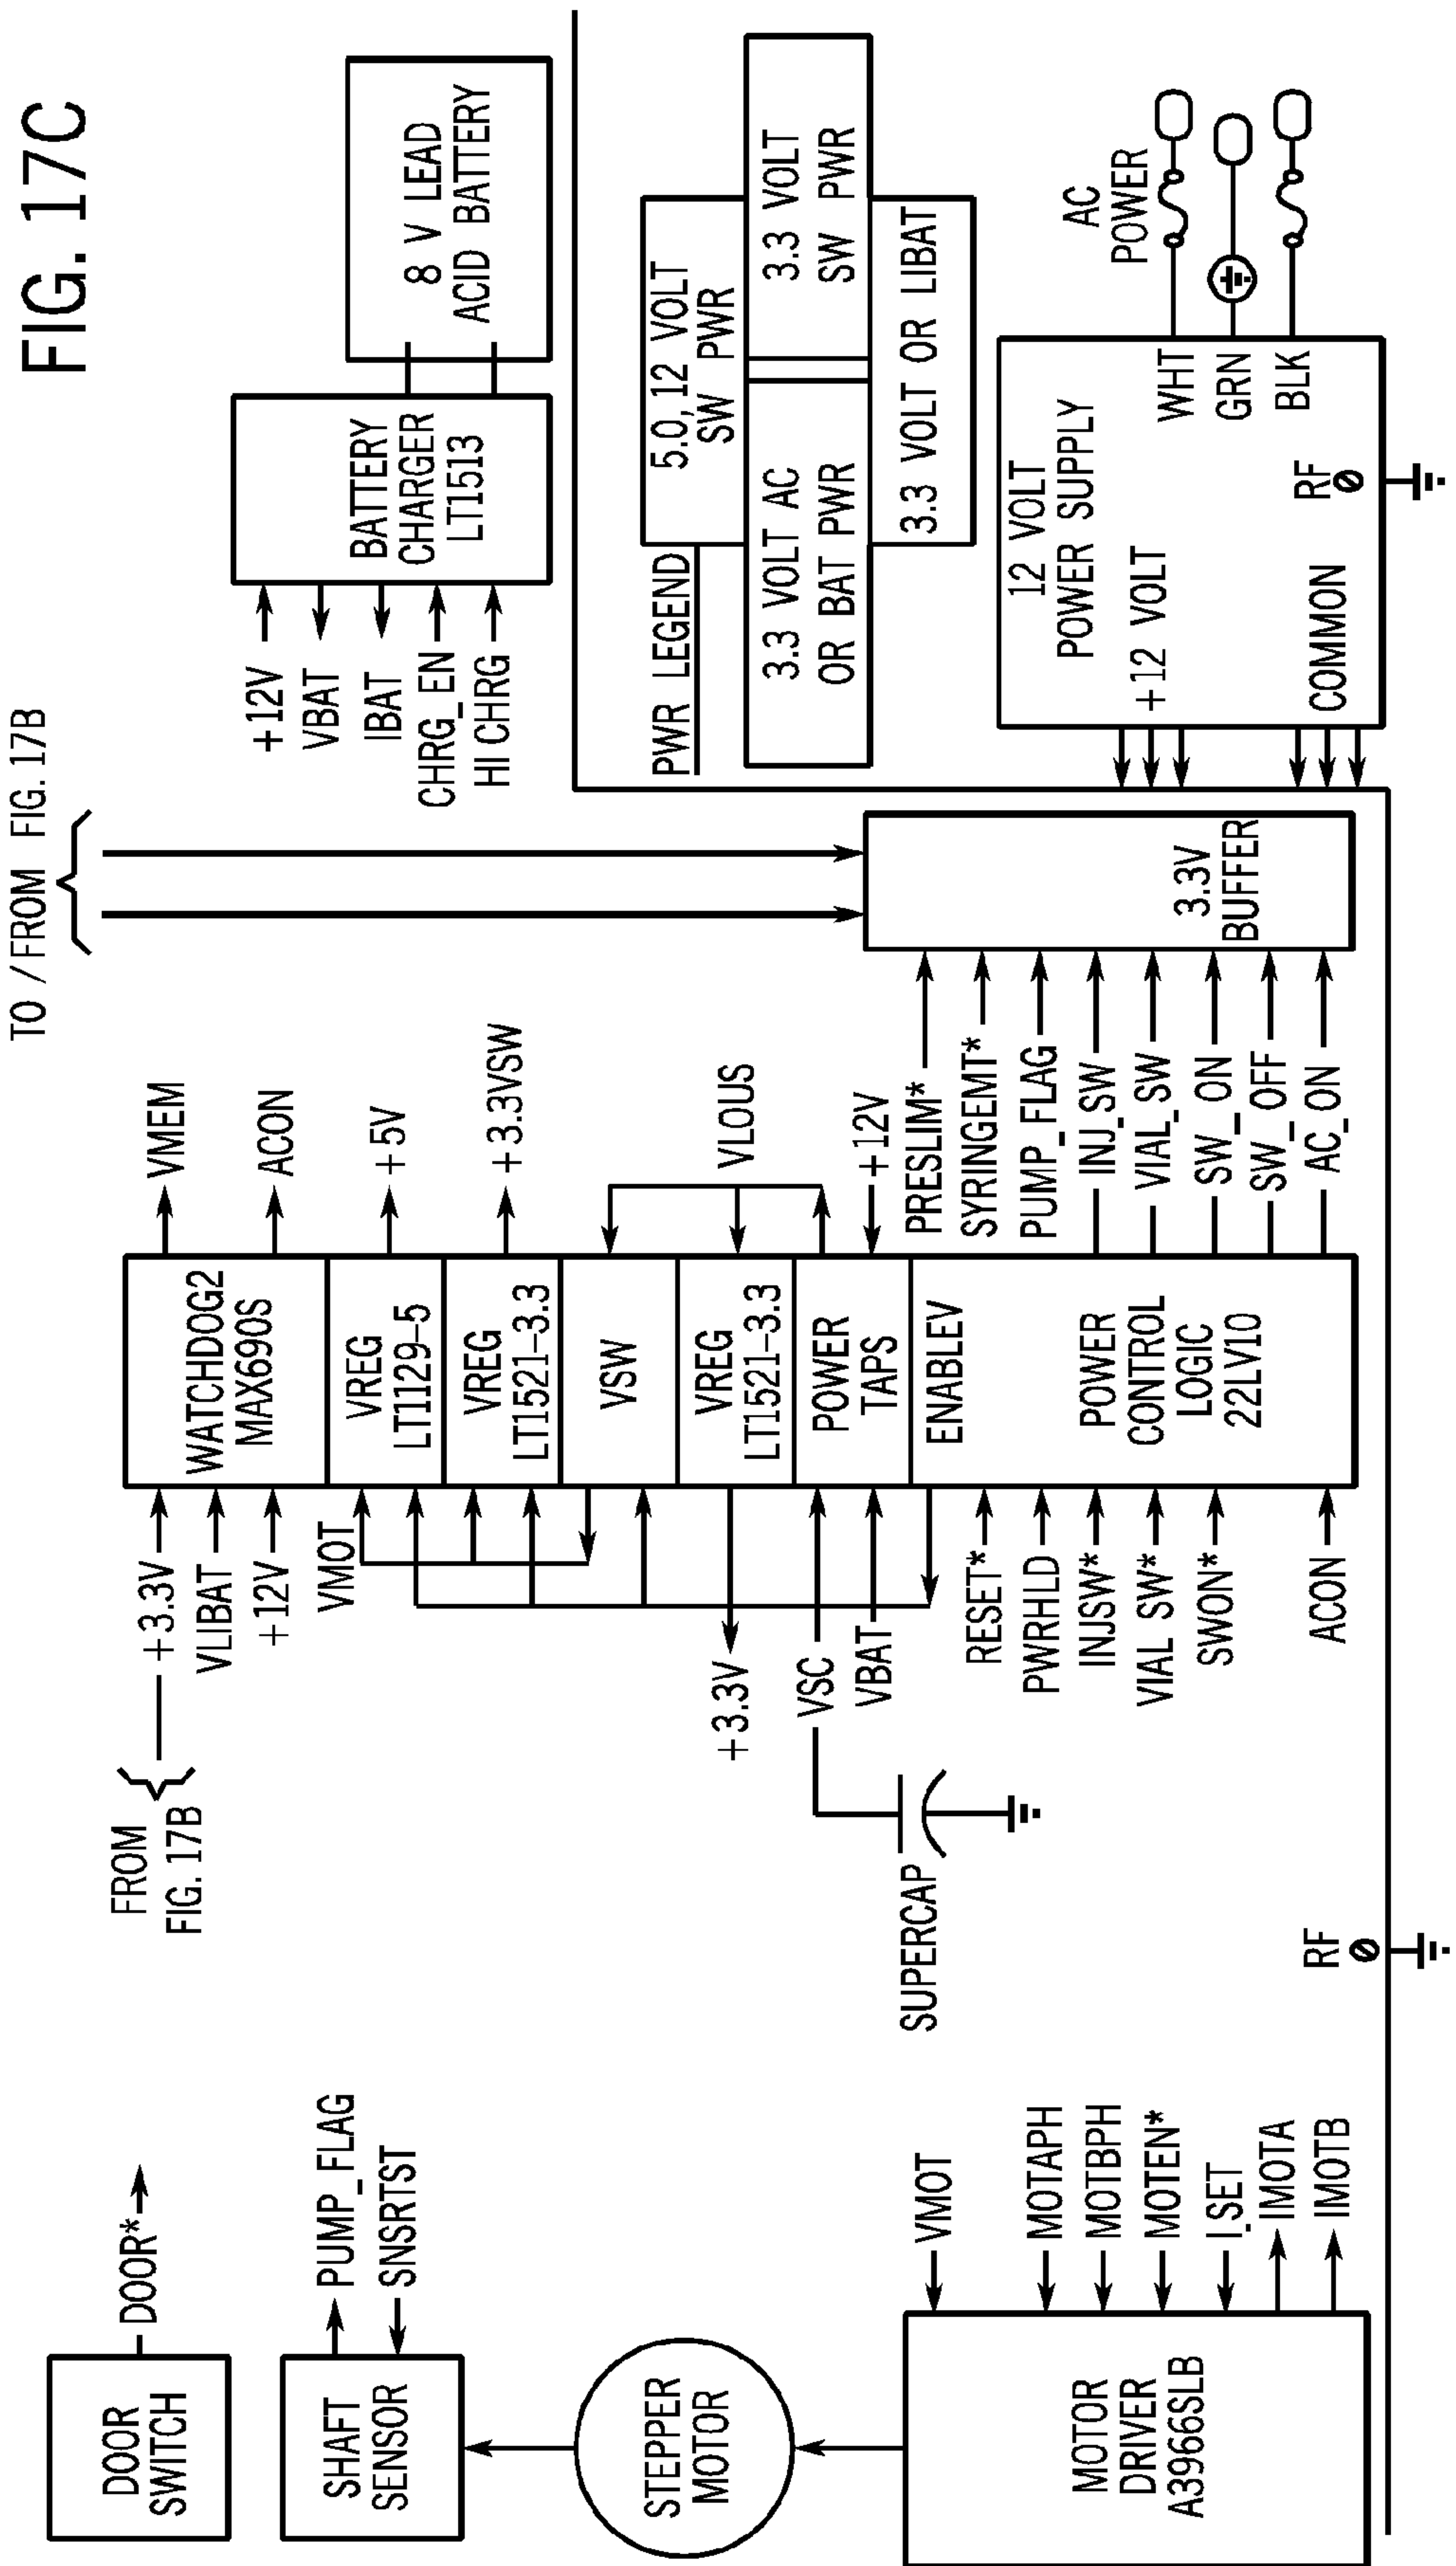 FIG. 17C
TO / FROM FIG. 17B
FROM
FIG. 17B
DOOR
SWITCH
DOOR*
SHAFT
SENSOR
PUMP_FLAG
SNSRTST
STEPPER
MOTOR
MOTOR
DRIVER
A3966SLB
VMOT
MOTAPH
MOTBPH
MOTEN*
I_SET
IMOTA
IMOTB
RF
SUPERCAP
+3.3V
VLIBAT
+12V
VMOT
+3.3V
VSC
VBAT
RESET*
PWRHLD
INJSW*
VIAL SW*
SWON*
ACON
WATCHDOG2
MAX690S
VREG
LT1129-5
VREG
LT1521-3.3
VSW
VREG
LT1521-3.3
POWER
TAPS
ENABLEV
POWER
CONTROL
LOGIC
22LV10
VMEM
ACON
+5V
+3.3VSW
VLOUS
+12V
PRESLIM*
SYRINGEMT*
PUMP_FLAG
INJ_SW
VIAL_SW
SW_ON
SW_OFF
AC_ON
3.3V
BUFFER
+12V
VBAT
IBAT
CHRG_EN
HI CHRG
BATTERY
CHARGER
LT1513
8 V LEAD
ACID BATTERY
PWR LEGEND
5.0, 12 VOLT
SW PWR
3.3 VOLT AC
OR BAT PWR
3.3 VOLT
SW PWR
3.3 VOLT OR LIBAT
12 VOLT
POWER SUPPLY
+12 VOLT
COMMON
RF
WHT
GRN
BLK
AC
POWER